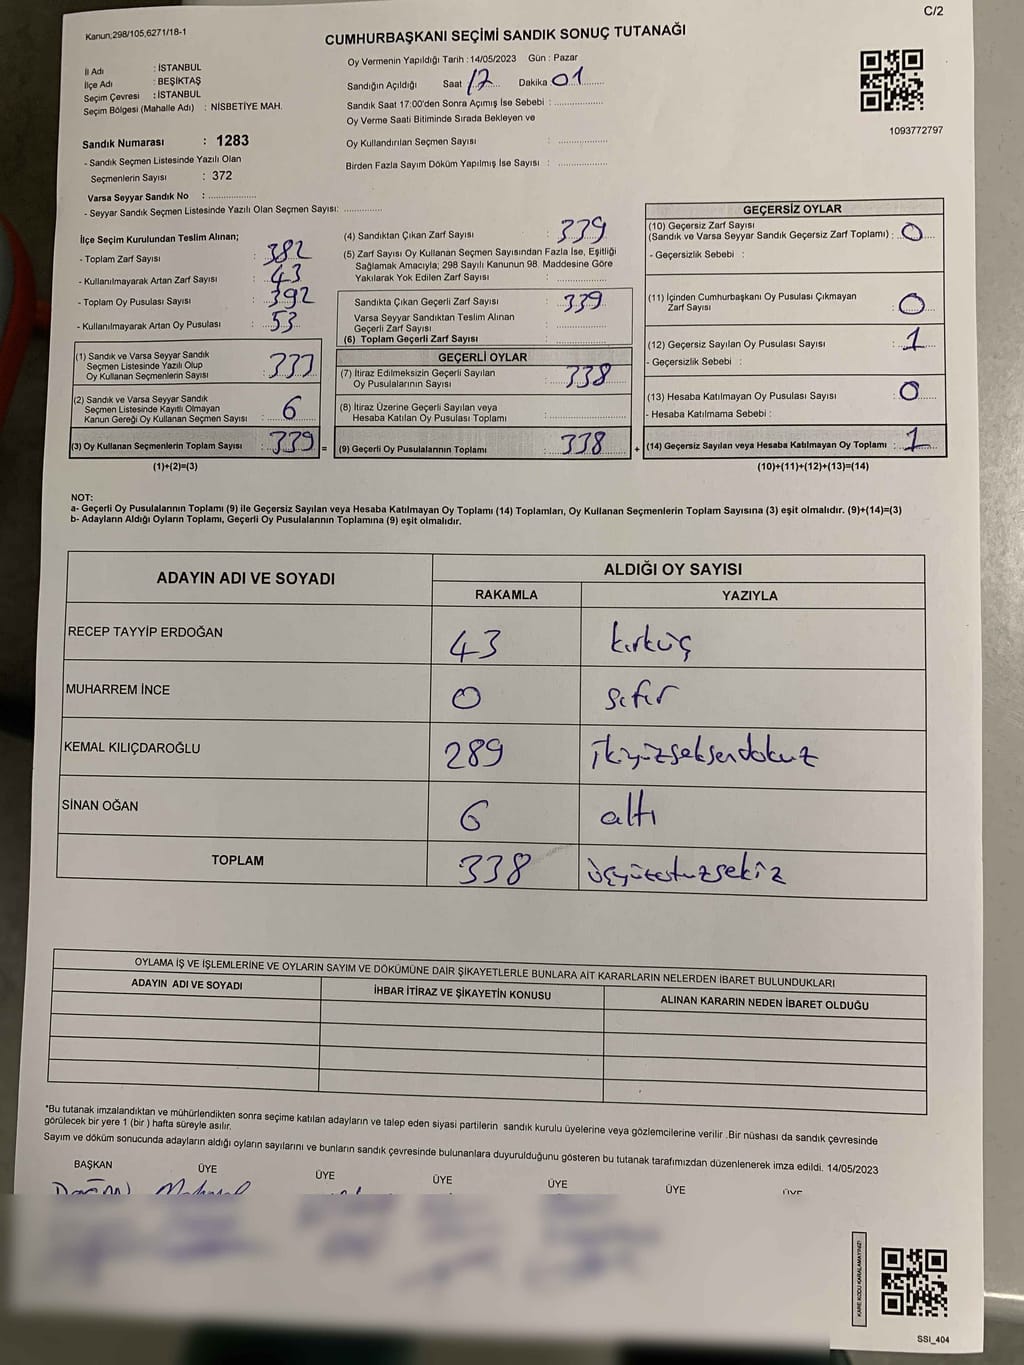 C/2
Kanun,298/105,6271/18-1
CUMHURBAŞKANI SEÇİMİ SANDIK SONUÇ TUTANAĞI
İl Adı : İSTANBUL
İlçe Adı : BEŞİKTAŞ
Seçim Çevresi : İSTANBUL
Seçim Bölgesi (Mahalle Adı) : NİSBETİYE MAH.
Oy Vermenin Yapıldığı Tarih :14/05/2023 Gün : Pazar
Sandığın Açıldığı Saat 17 Dakika 01
Sandık Saat 17:00'den Sonra Açımış İse Sebebi :
Oy Verme Saati Bitiminde Sırada Bekleyen ve
Oy Kullandırılan Seçmen Sayısı :
Birden Fazla Sayım Döküm Yapılmış İse Sayısı :
1093772797
Sandık Numarası : 1283
- Sandık Seçmen Listesinde Yazılı Olan
Seçmenlerin Sayısı : 372
Varsa Seyyar Sandık No :
- Seyyar Sandık Seçmen Listesinde Yazılı Olan Seçmen Sayısı:
İlçe Seçim Kurulundan Teslim Alınan;
- Toplam Zarf Sayısı : 382
- Kullanılmayarak Artan Zarf Sayısı : 43
- Toplam Oy Pusulası Sayısı : 392
- Kullanılmayarak Artan Oy Pusulası : 53
(1) Sandık ve Varsa Seyyar Sandık
Seçmen Listesinde Yazılı Olup
Oy Kullanan Seçmenlerin Sayısı : 333
(2) Sandık ve Varsa Seyyar Sandık
Seçmen Listesinde Kayıtlı Olmayan
Kanun Gereği Oy Kullanan Seçmen Sayısı : 6
(3) Oy Kullanan Seçmenlerin Toplam Sayısı : 339 =
(1)+(2)=(3)
(4) Sandıktan Çıkan Zarf Sayısı : 339
(5) Zarf Sayısı Oy Kullanan Seçmen Sayısından Fazla İse, Eşitliği
Sağlamak Amacıyla; 298 Sayılı Kanunun 98. Maddesine Göre
Yakılarak Yok Edilen Zarf Sayısı :
Sandıkta Çıkan Geçerli Zarf Sayısı : 339
Varsa Seyyar Sandıktan Teslim Alınan
Geçerli Zarf Sayısı :
(6) Toplam Geçerli Zarf Sayısı :
GEÇERLİ OYLAR
(7) İtiraz Edilmeksizin Geçerli Sayılan
Oy Pusulalarının Sayısı : 338
(8) İtiraz Üzerine Geçerli Sayılan veya
Hesaba Katılan Oy Pusulası Toplamı :
(9) Geçerli Oy Pusulalarının Toplamı : 338 +
GEÇERSİZ OYLAR
(10) Geçersiz Zarf Sayısı
(Sandık ve Varsa Seyyar Sandık Geçersiz Zarf Toplamı) : 0
- Geçersizlik Sebebi :
(11) İçinden Cumhurbaşkanı Oy Pusulası Çıkmayan
Zarf Sayısı : 0
(12) Geçersiz Sayılan Oy Pusulası Sayısı : 1
- Geçersizlik Sebebi :
(13) Hesaba Katılmayan Oy Pusulası Sayısı : 0
- Hesaba Katılmama Sebebi :
(14) Geçersiz Sayılan veya Hesaba Katılmayan Oy Toplamı : 1
(10)+(11)+(12)+(13)=(14)
NOT:
a- Geçerli Oy Pusulalarının Toplamı (9) ile Geçersiz Sayılan veya Hesaba Katılmayan Oy Toplamı (14) Toplamları, Oy Kullanan Seçmenlerin Toplam Sayısına (3) eşit olmalıdır. (9)+(14)=(3)
b- Adayların Aldığı Oyların Toplamı, Geçerli Oy Pusulalarının Toplamına (9) eşit olmalıdır.
ADAYIN ADI VE SOYADI ALDIĞI OY SAYISI
RAKAMLA YAZIYLA
RECEP TAYYİP ERDOĞAN 43 kırküç
MUHARREM İNCE 0 sıfır
KEMAL KILIÇDAROĞLU 289 ikiyüzseksendokuz
SİNAN OĞAN 6 altı
TOPLAM 338 üçyüzotuzsekiz
OYLAMA İŞ VE İŞLEMLERİNE VE OYLARIN SAYIM VE DÖKÜMÜNE DAİR ŞİKAYETLERLE BUNLARA AİT KARARLARIN NELERDEN İBARET BULUNDUKLARI
ADAYIN ADI VE SOYADI İHBAR İTİRAZ VE ŞİKAYETİN KONUSU ALINAN KARARIN NEDEN İBARET OLDUĞU
*Bu tutanak imzalandıktan ve mühürlendikten sonra seçime katılan adayların ve talep eden siyasi partilerin sandık kurulu üyelerine veya gözlemcilerine verilir .Bir nüshası da sandık çevresinde
görülecek bir yere 1 (bir ) hafta süreyle asılır.
Sayım ve döküm sonucunda adayların aldığı oyların sayılarını ve bunların sandık çevresinde bulunanlara duyurulduğunu gösteren bu tutanak tarafımızdan düzenlenerek imza edildi. 14/05/2023
BAŞKAN ÜYE ÜYE ÜYE ÜYE ÜYE ÜYE
KARE KODU KARALAMAYINIZ!
SSI_404